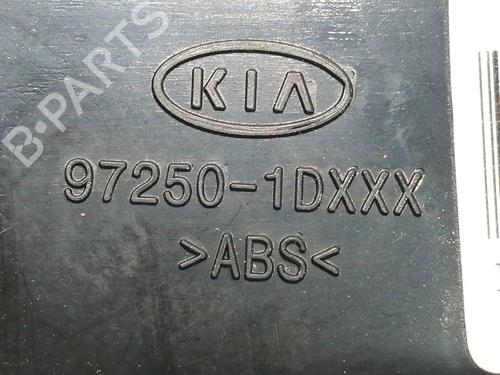 B-PARTS
KIA
97250-1DXXX
>ABS<